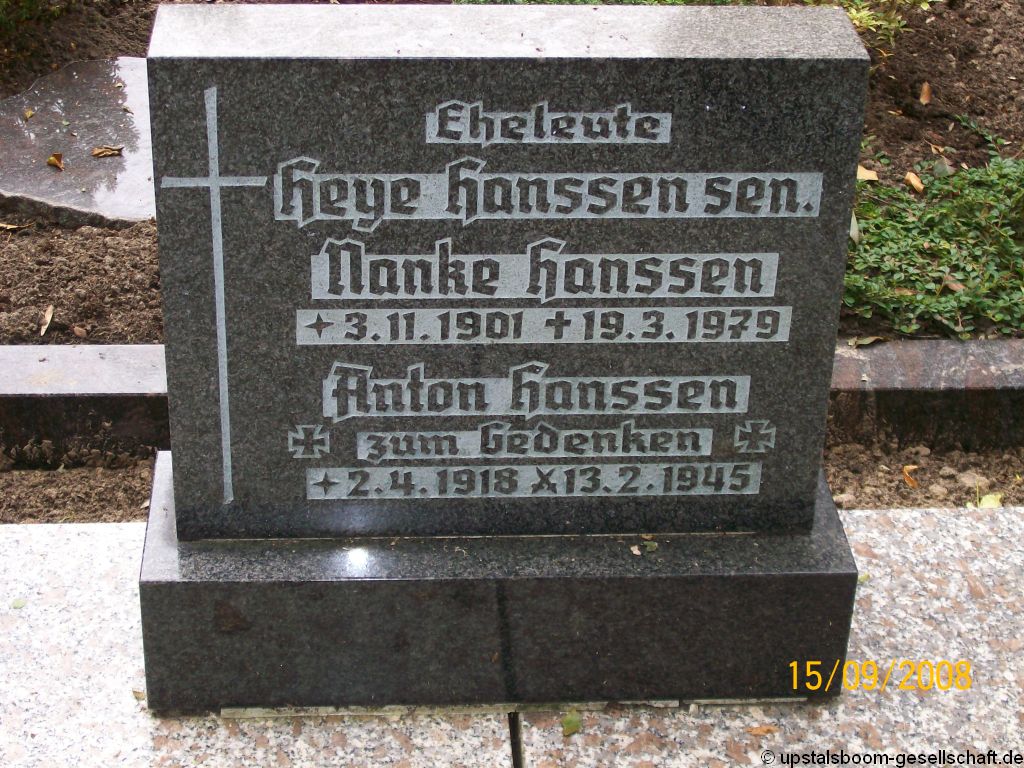 Eheleute
Heye Hanssen sen.
Nanke Hanssen
3.11.1901 ✝ 19.3.1979
Anton Hanssen
zum Gedenken
2.4.1918 ⚔ 13.2.1945
15/09/2008
© upstalsboom-gesellschaft.de